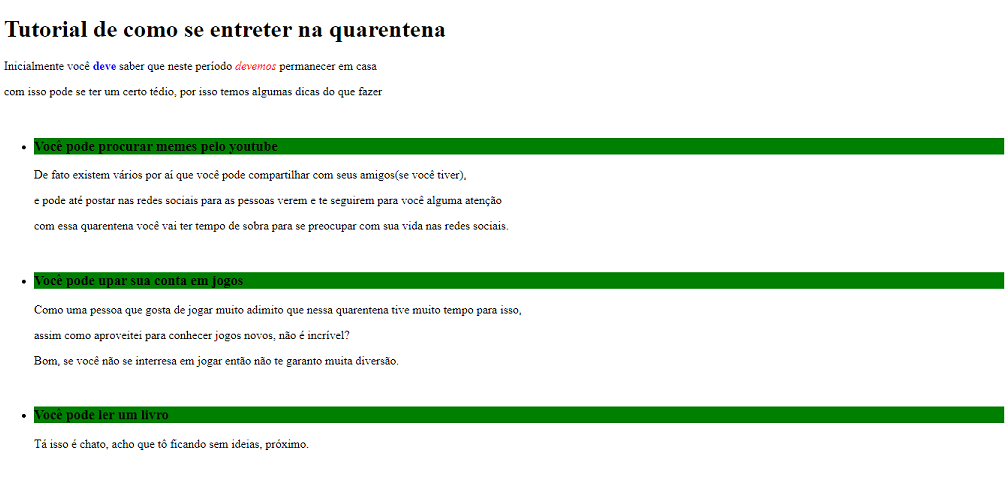 Tutorial de como se entreter na quarentena
Inicialmente você deve saber que neste período devemos permanecer em casa
com isso pode se ter um certo tédio, por isso temos algumas dicas do que fazer
Você pode procurar memes pelo youtube
De fato existem vários por aí que você pode compartilhar com seus amigos(se você tiver),
e pode até postar nas redes sociais para as pessoas verem e te seguirem para você alguma atenção
com essa quarentena você vai ter tempo de sobra para se preocupar com sua vida nas redes sociais.
Você pode upar sua conta em jogos
Como uma pessoa que gosta de jogar muito adimito que nessa quarentena tive muito tempo para isso,
assim como aproveitei para conhecer jogos novos, não é incrível?
Bom, se você não se interresa em jogar então não te garanto muita diversão.
Você pode ler um livro
Tá isso é chato, acho que tô ficando sem ideias, próximo.